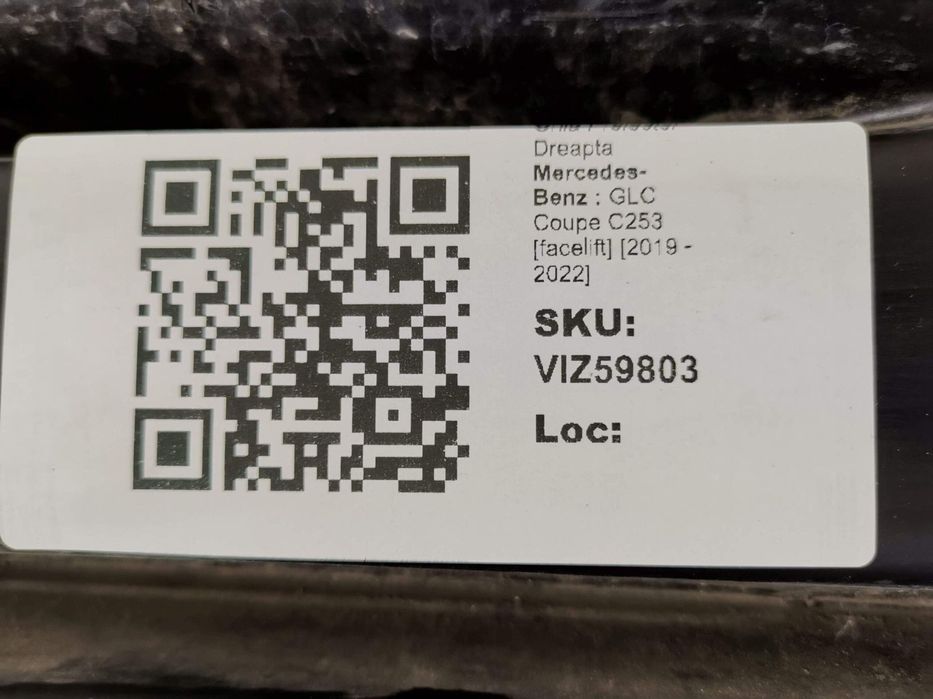 Dreapta
Mercedes-
Benz : GLC
Coupe C253
[facelift] [2019 -
2022]
SKU:
VIZ59803
Loc: